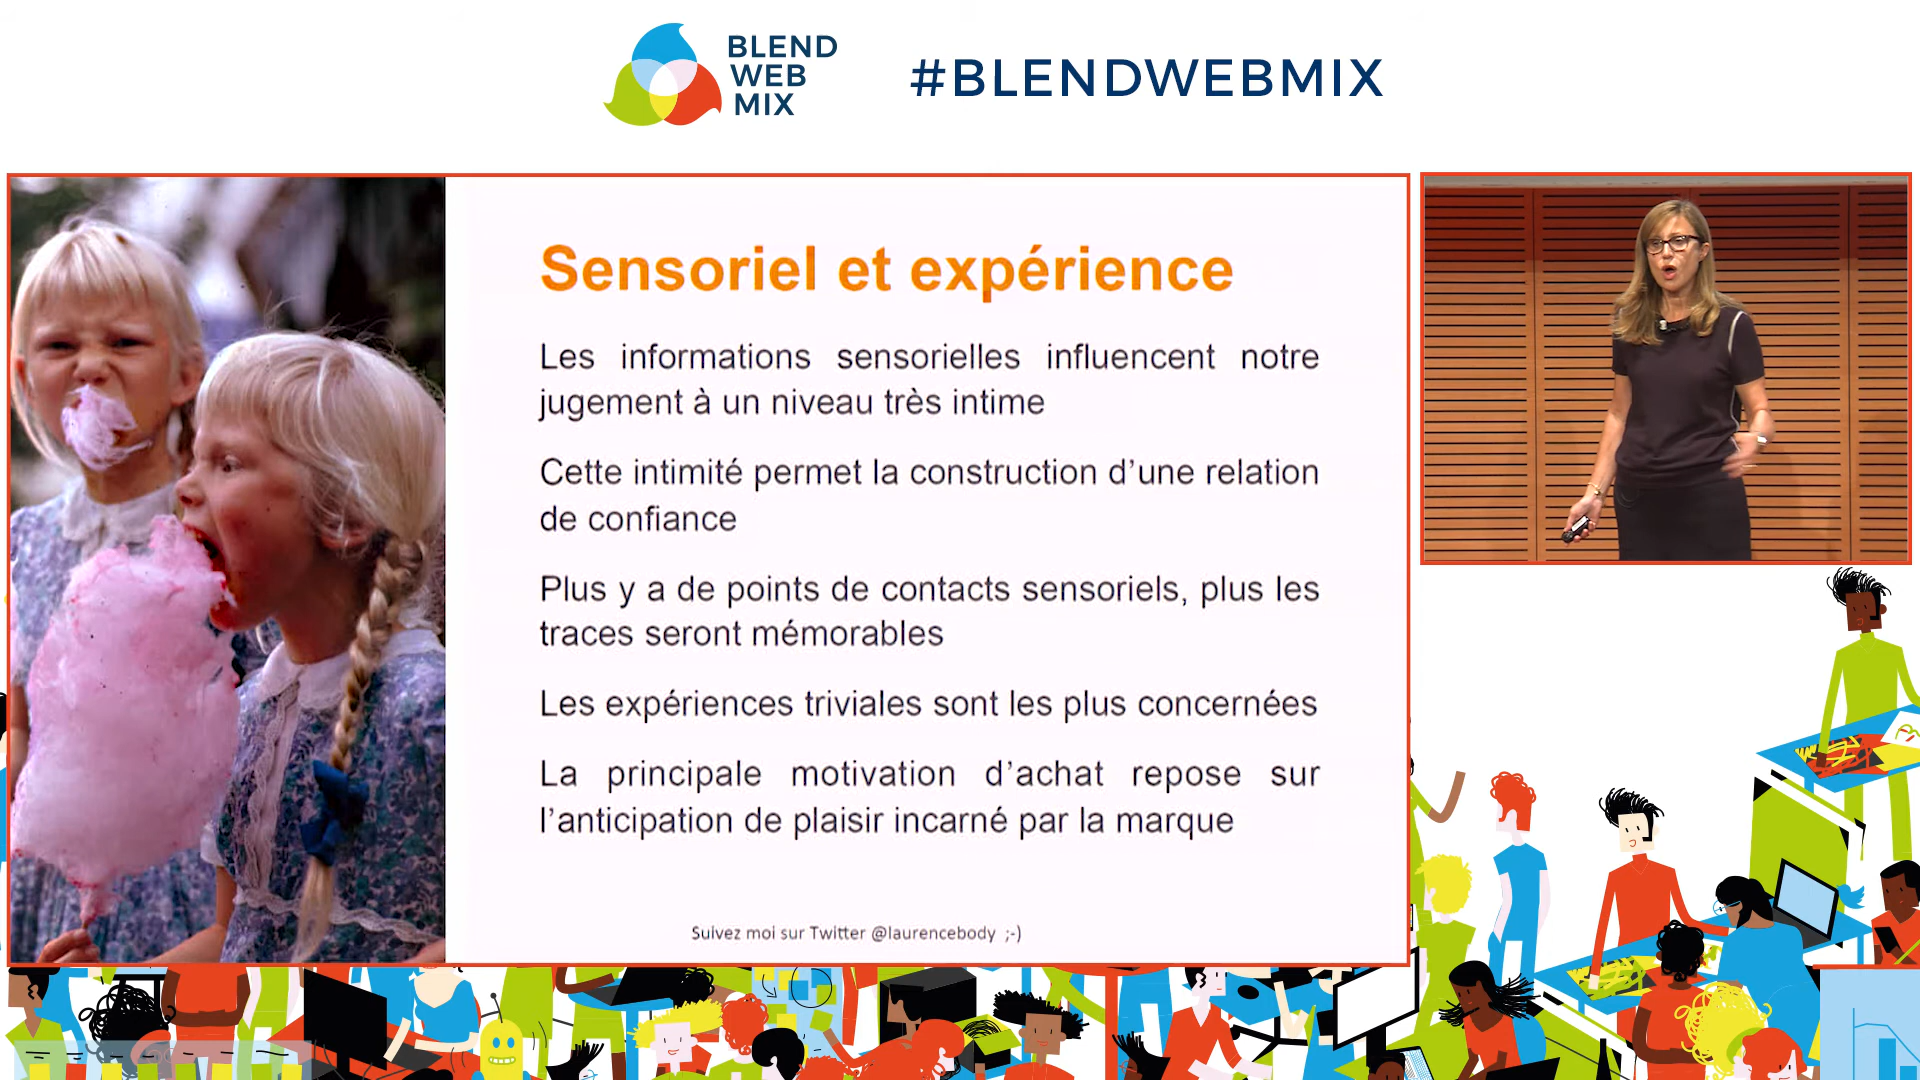 BLEND
WEB
MIX
#BLENDWEBMIX
Sensoriel et expérience
Les informations sensorielles influencent notre
jugement à un niveau très intime
Cette intimité permet la construction d’une relation
de confiance
Plus y a de points de contacts sensoriels, plus les
traces seront mémorables
Les expériences triviales sont les plus concernées
La principale motivation d’achat repose sur
l’anticipation de plaisir incarné par la marque
Suivez moi sur Twitter @laurencebody ;-)